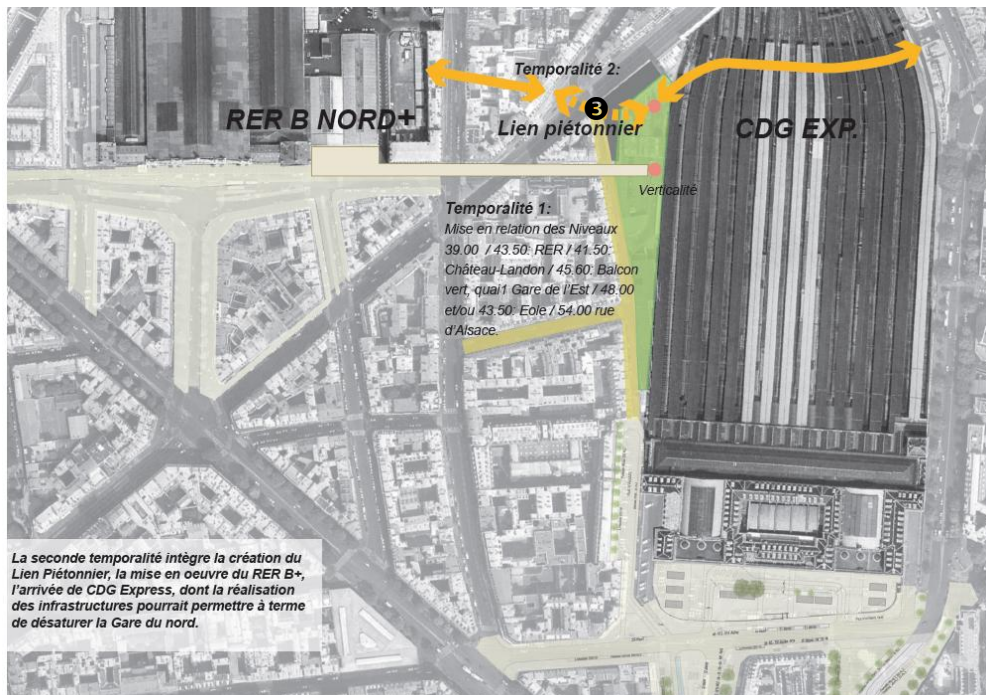 Temporalité 2:
3
RER B NORD+
Lien piétonnier
CDG EXP.
Verticalité
Temporalité 1:
Mise en relation des Niveaux
39.00 / 43.50: RER / 41.50:
Château-Landon / 45.60: Balcon
vert, quai1 Gare de l'Est / 48.00
et/ou 43.50: Eole / 54.00 rue
d'Alsace.
La seconde temporalité intègre la création du
Lien Piétonnier, la mise en oeuvre du RER B+,
l'arrivée de CDG Express, dont la réalisation
des infrastructures pourrait permettre à terme
de désaturer la Gare du nord.